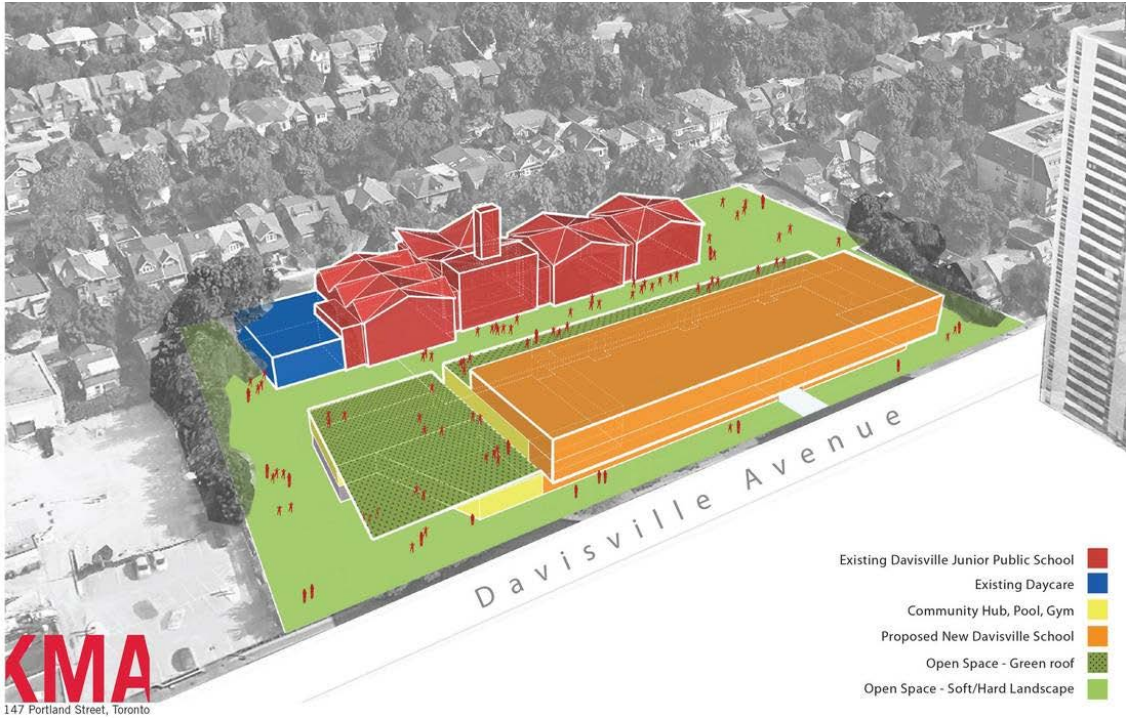 Davisville Avenue
Existing Davisville Junior Public School
Existing Daycare
Community Hub, Pool, Gym
Proposed New Davisville School
Open Space - Green roof
Open Space - Soft/Hard Landscape
KMA
147 Portland Street, Toronto